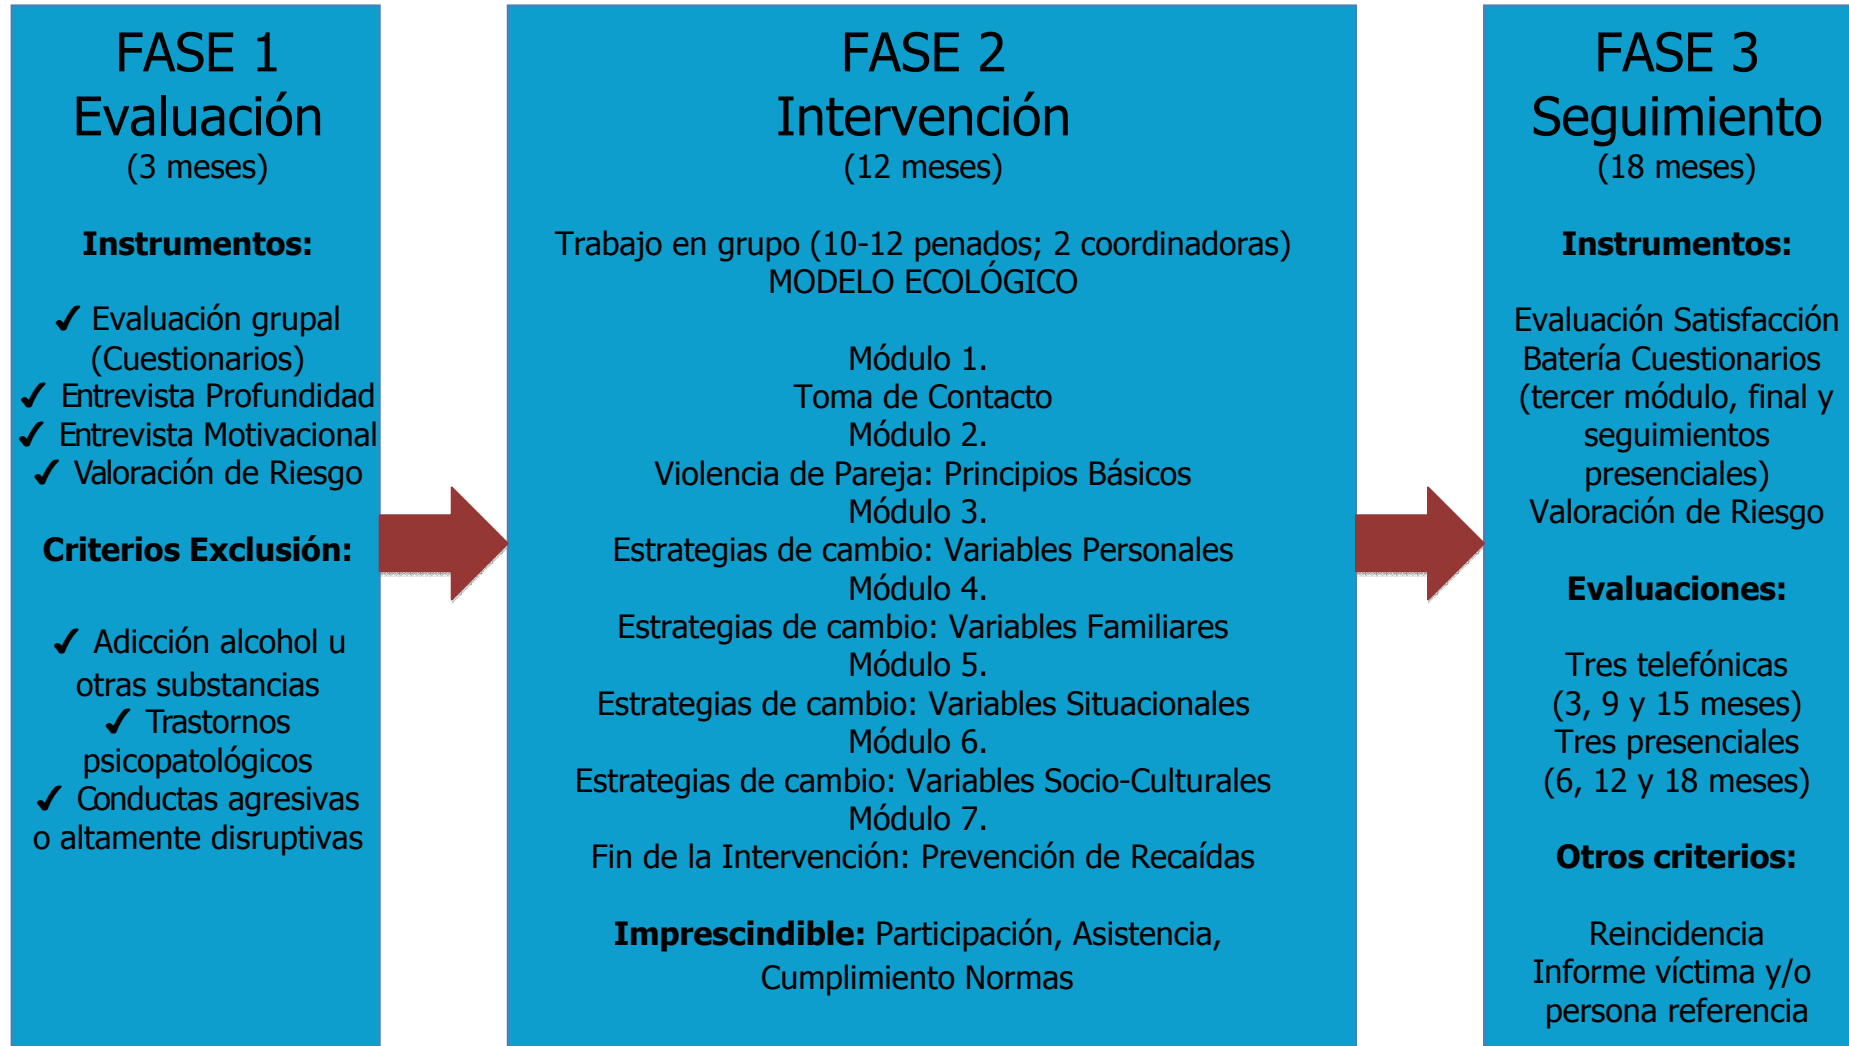 FASE 1
Evaluación
(3 meses)
Instrumentos:
✓ Evaluación grupal
(Cuestionarios)
✓ Entrevista Profundidad
✓ Entrevista Motivacional
✓ Valoración de Riesgo
Criterios Exclusión:
✓ Adicción alcohol u
otras substancias
✓ Trastornos
psicopatológicos
✓ Conductas agresivas
o altamente disruptivas
FASE 2
Intervención
(12 meses)
Trabajo en grupo (10-12 penados; 2 coordinadoras)
MODELO ECOLÓGICO
Módulo 1.
Toma de Contacto
Módulo 2.
Violencia de Pareja: Principios Básicos
Módulo 3.
Estrategias de cambio: Variables Personales
Módulo 4.
Estrategias de cambio: Variables Familiares
Módulo 5.
Estrategias de cambio: Variables Situacionales
Módulo 6.
Estrategias de cambio: Variables Socio-Culturales
Módulo 7.
Fin de la Intervención: Prevención de Recaídas
Imprescindible: Participación, Asistencia,
Cumplimiento Normas
FASE 3
Seguimiento
(18 meses)
Instrumentos:
Evaluación Satisfacción
Batería Cuestionarios
(tercer módulo, final y
seguimientos
presenciales)
Valoración de Riesgo
Evaluaciones:
Tres telefónicas
(3, 9 y 15 meses)
Tres presenciales
(6, 12 y 18 meses)
Otros criterios:
Reincidencia
Informe víctima y/o
persona referencia